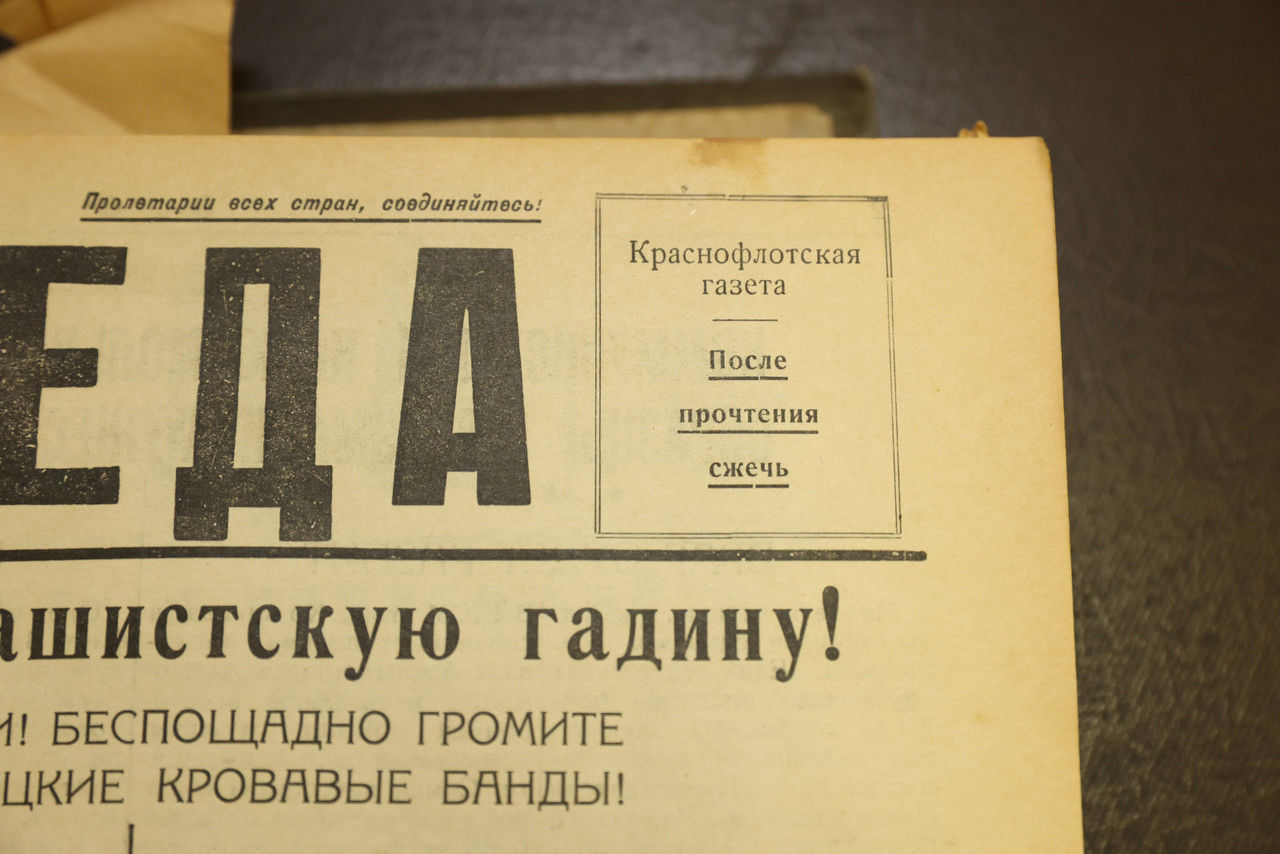 Пролетарии всех стран, соединяйтесь!
ЕДА
Краснофлотская
газета
После
прочтения
сжечь
ашистскую гадину!
И! БЕСПОЩАДНО ГРОМИТЕ
ЦКИЕ КРОВАВЫЕ БАНДЫ!